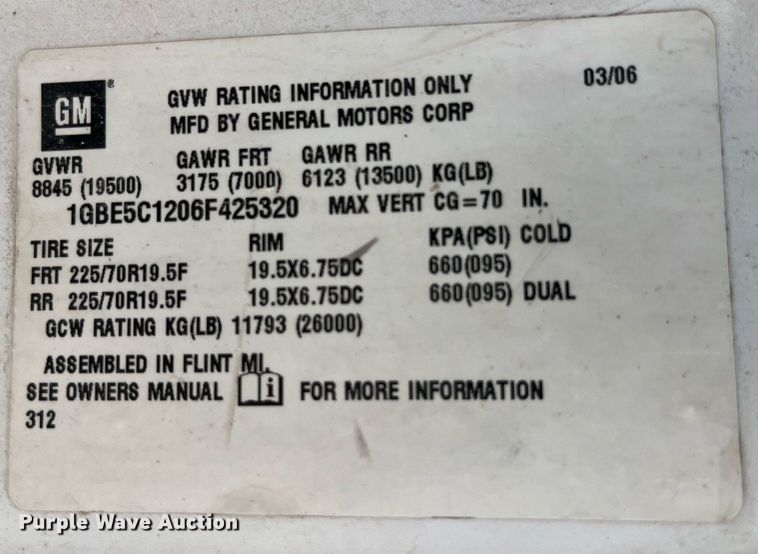 GM ® GVW RATING INFORMATION ONLY 03/06
MFD BY GENERAL MOTORS CORP
GVWR GAWR FRT GAWR RR
8845 (19500) 3175 (7000) 6123 (13500) KG(LB)
1GBE5C1206F425320 MAX VERT CG=70 IN.
TIRE SIZE RIM KPA(PSI) COLD
FRT 225/70R19.5F 19.5X6.75DC 660(095)
RR 225/70R19.5F 19.5X6.75DC 660(095) DUAL
GCW RATING KG(LB) 11793 (26000)
ASSEMBLED IN FLINT MI.
SEE OWNERS MANUAL i FOR MORE INFORMATION
312
Purple Wave Auction